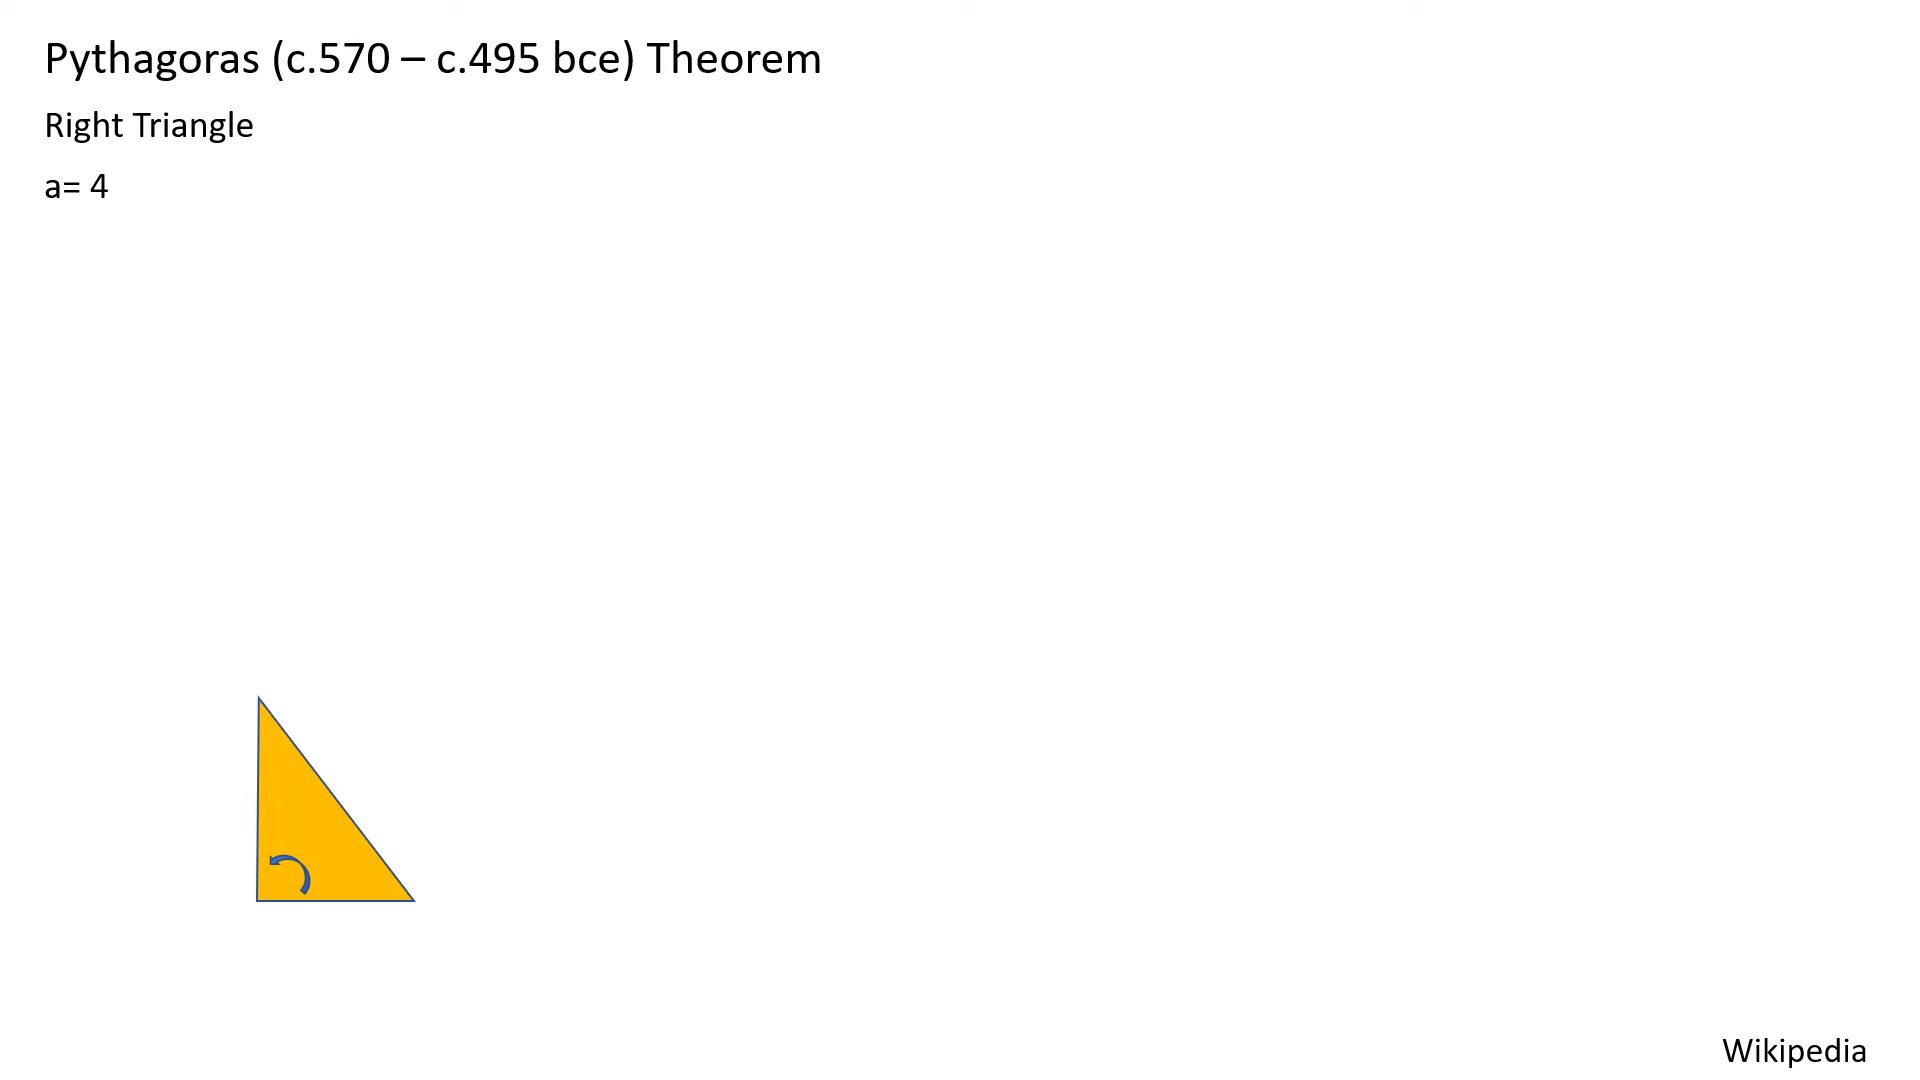 Pythagoras (c.570 – c.495 bce) Theorem
Right Triangle
a= 4
Wikipedia